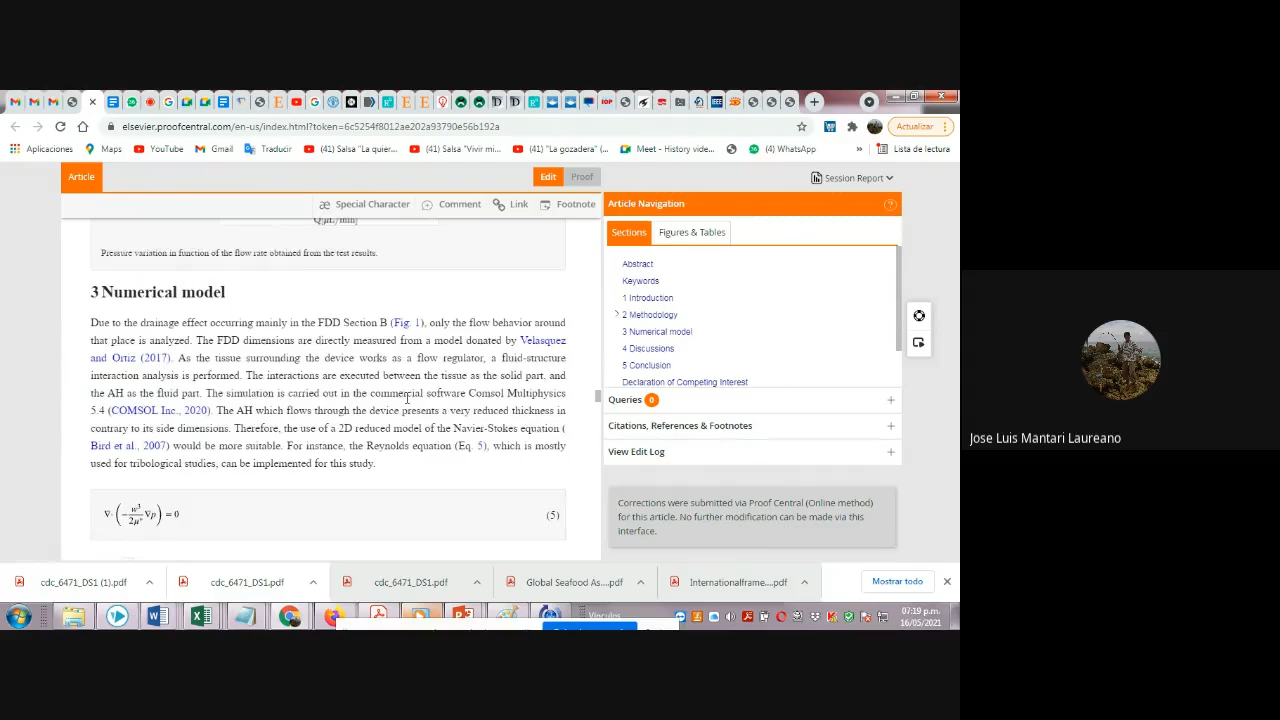 elsevier.proofcentral.com/en-us/index.html?token=6c5254f8012ae202a93790e56b192a
Actualizar
Aplicaciones
Maps
YouTube
Gmail
Traducir
(41) Salsa "La quier...
(41) Salsa "Vivir mi...
(41) "La gozadera" (...
Meet - History vide...
(4) WhatsApp
»
Lista de lectura
Article
Edit
Proof
Session Report
Special Character
Comment
Link
Footnote
Article Navigation
Sections
Figures & Tables
Q[µL/min]
Pressure variation in function of the flow rate obtained from the test results.
3 Numerical model
Due to the drainage effect occurring mainly in the FDD Section B (Fig. 1), only the flow behavior around
that place is analyzed. The FDD dimensions are directly measured from a model donated by Velasquez
and Ortiz (2017). As the tissue surrounding the device works as a flow regulator, a fluid-structure
interaction analysis is performed. The interactions are executed between the tissue as the solid part, and
the AH as the fluid part. The simulation is carried out in the commercial software Comsol Multiphysics
5.4 (COMSOL Inc., 2020). The AH which flows through the device presents a very reduced thickness in
contrary to its side dimensions. Therefore, the use of a 2D reduced model of the Navier-Stokes equation (
Bird et al., 2007) would be more suitable. For instance, the Reynolds equation (Eq. 5), which is mostly
used for tribological studies, can be implemented for this study.
∇·(−w³/2μ* ∇p) = 0 (5)
Abstract
Keywords
1 Introduction
2 Methodology
3 Numerical model
4 Discussions
5 Conclusion
Declaration of Competing Interest
Queries 0
Citations, References & Footnotes
View Edit Log
Corrections were submitted via Proof Central (Online method)
for this article. No further modification can be made via this
interface.
Jose Luis Mantari Laureano
cdc_6471_DS1 (1).pdf
cdc_6471_DS1.pdf
cdc_6471_DS1.pdf
Global Seafood As....pdf
Internationalframe....pdf
Mostrar todo
Vínculos
07:19 p.m.
16/05/2021